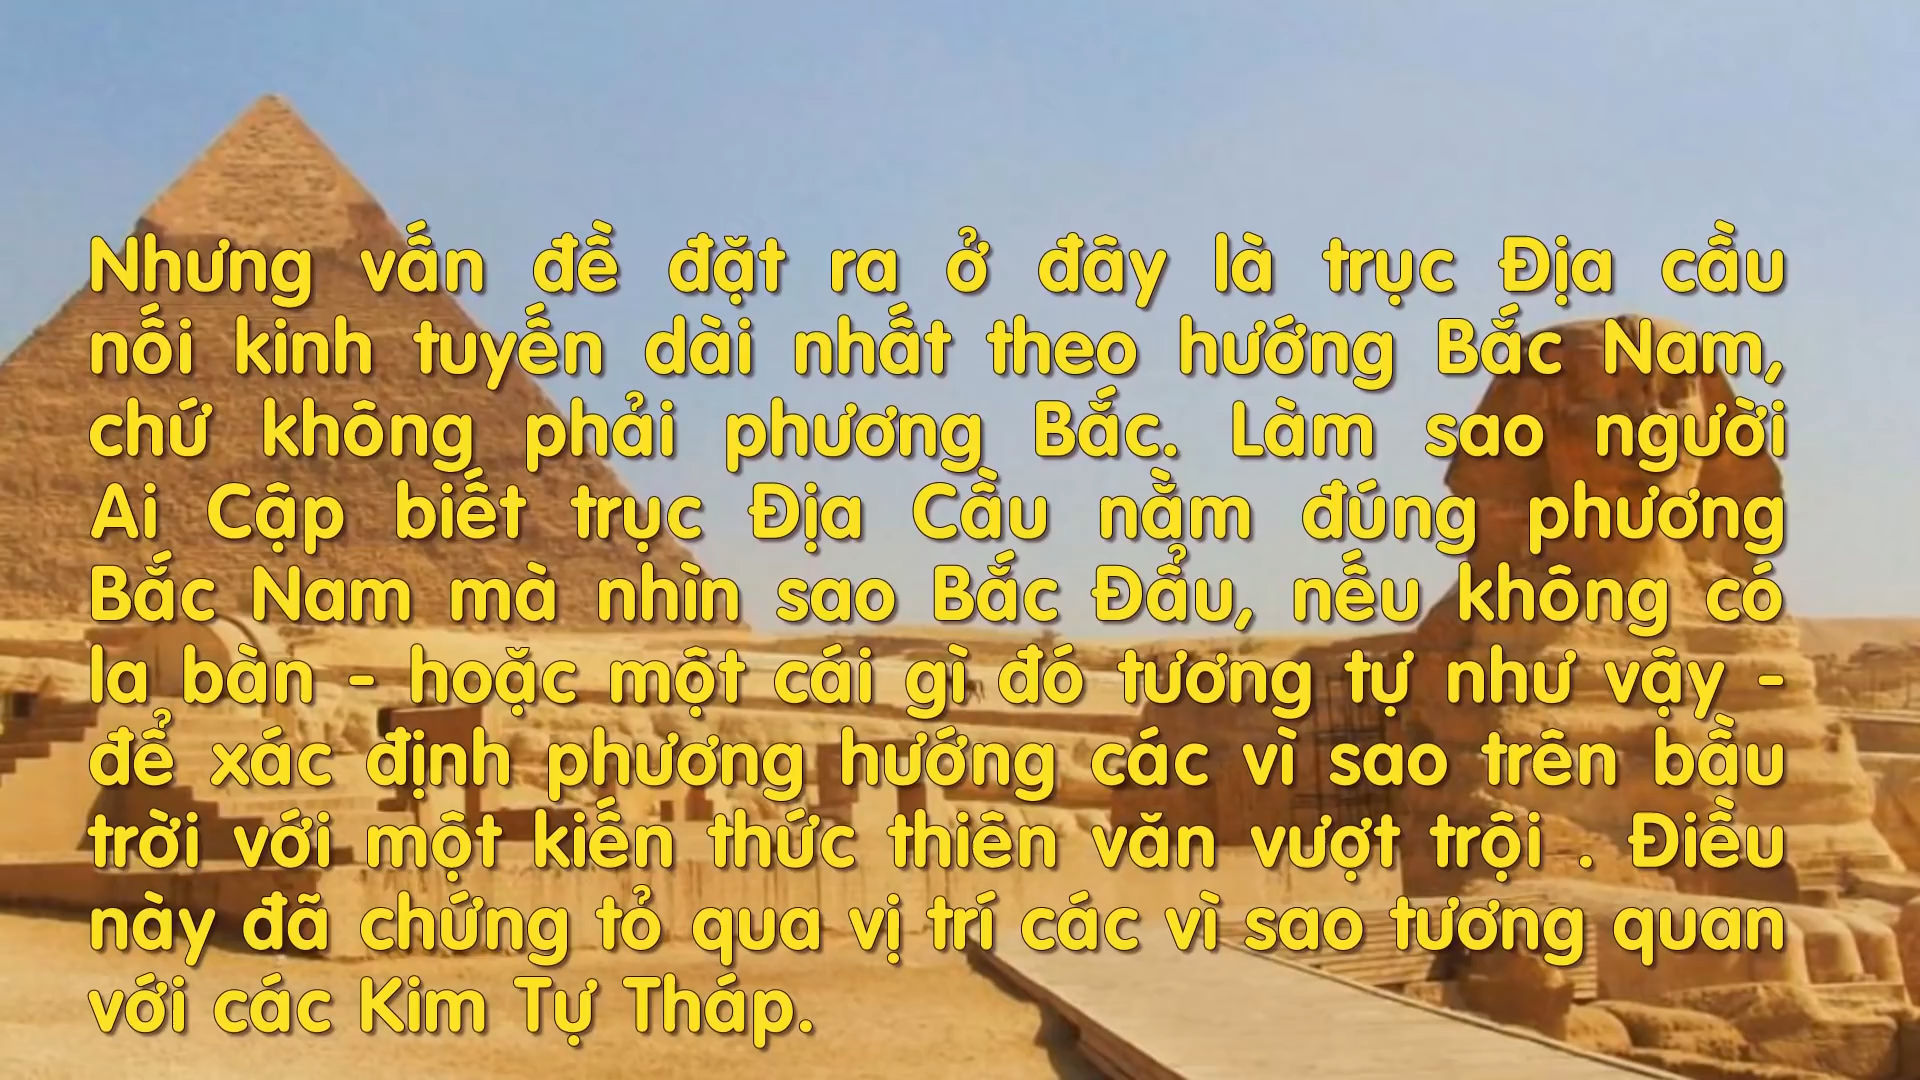 Nhưng vấn đề đặt ra ở đây là trục Địa cầu
nối kinh tuyến dài nhất theo hướng Bắc Nam,
chứ không phải phương Bắc. Làm sao người
Ai Cập biết trục Địa Cầu nằm đúng phương
Bắc Nam mà nhìn sao Bắc Đẩu, nếu không có
la bàn - hoặc một cái gì đó tương tự như vậy -
để xác định phương hướng các vì sao trên bầu
trời với một kiến thức thiên văn vượt trội . Điều
này đã chứng tỏ qua vị trí các vì sao tương quan
với các Kim Tự Tháp.